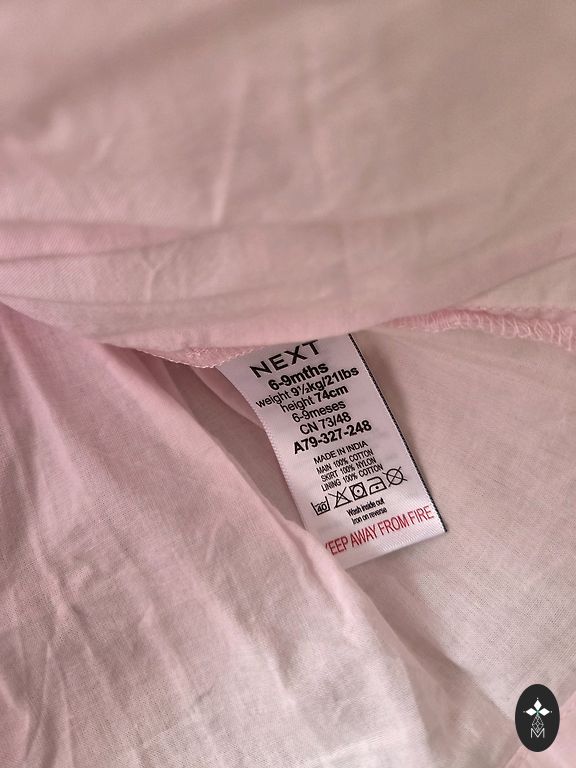 NEXT
6-9mths
weight 9½kg/21lbs
height 74cm
6-9meses
CN 73/48
A79-327-248
MADE IN INDIA
MAIN 100% COTTON
SKIRT 100% NYLON
LINING 100% COTTON
40
Wash inside out
Iron on reverse
KEEP AWAY FROM FIRE
M